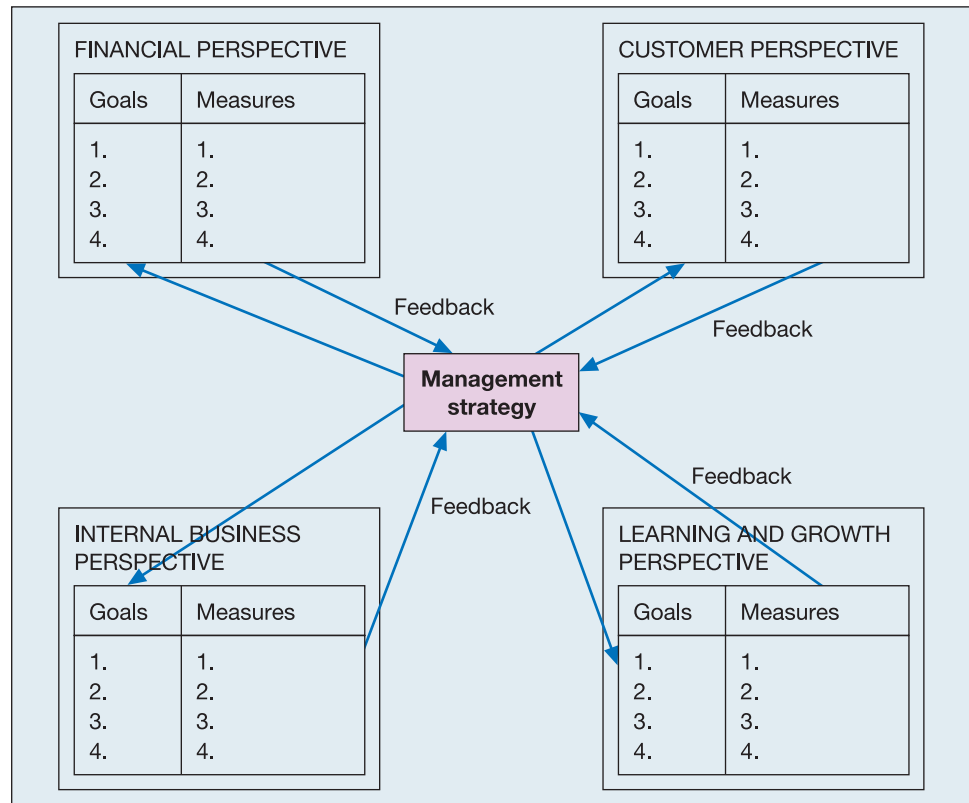 FINANCIAL PERSPECTIVE
Goals Measures
1. 1.
2. 2.
3. 3.
4. 4.
CUSTOMER PERSPECTIVE
Goals Measures
1. 1.
2. 2.
3. 3.
4. 4.
Feedback
Feedback
Management
strategy
Feedback
Feedback
INTERNAL BUSINESS
PERSPECTIVE
Goals Measures
1. 1.
2. 2.
3. 3.
4. 4.
LEARNING AND GROWTH
PERSPECTIVE
Goals Measures
1. 1.
2. 2.
3. 3.
4. 4.